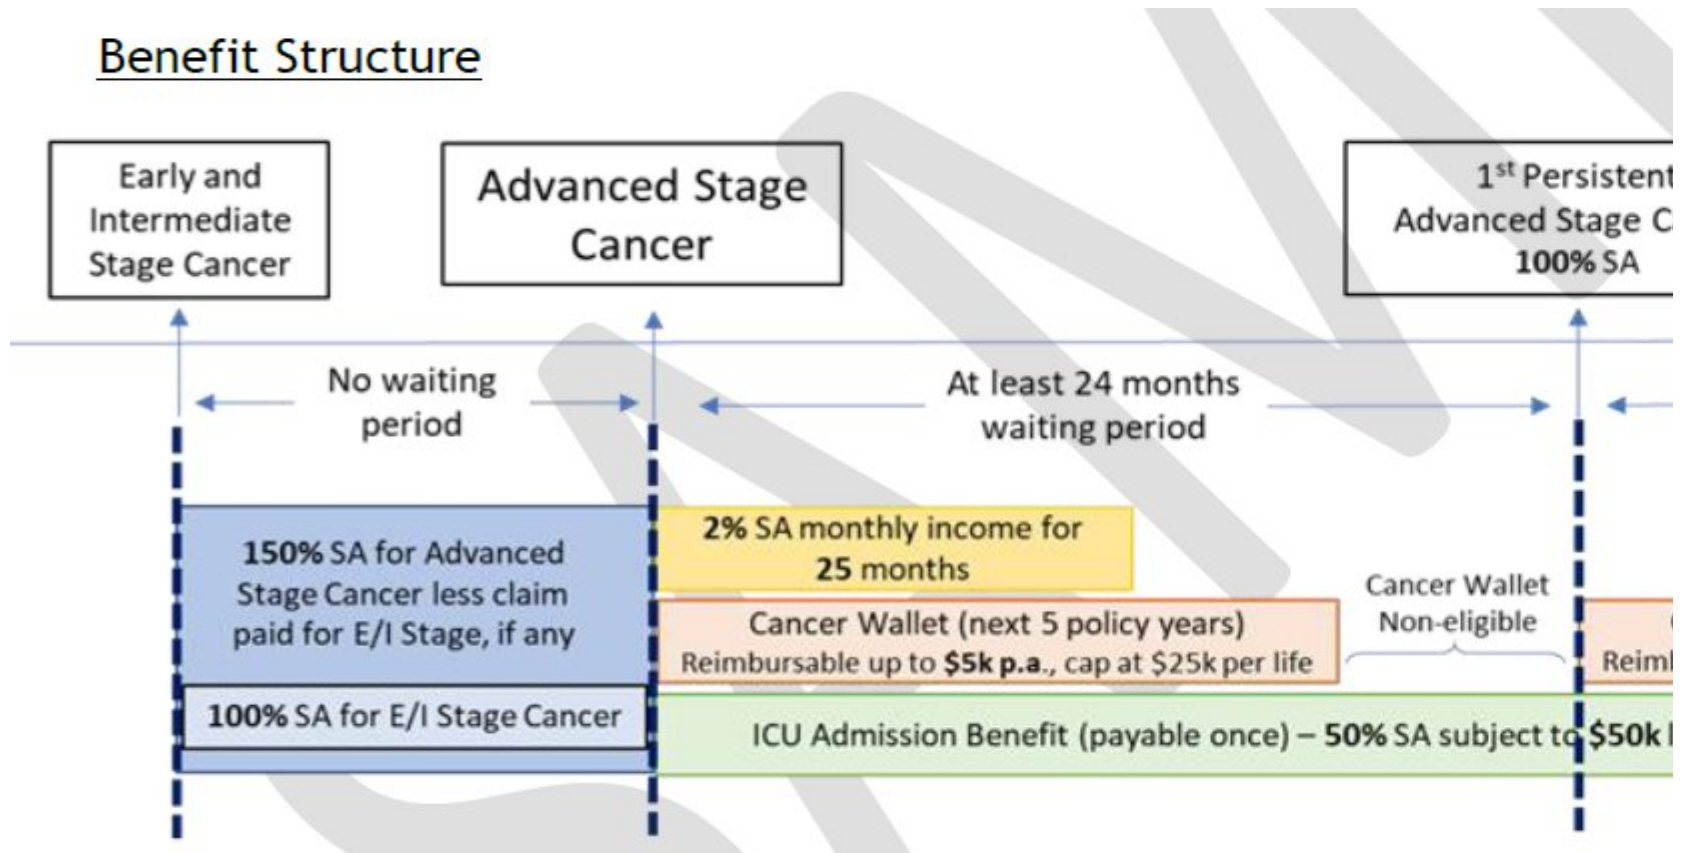 Benefit Structure
Early and
Intermediate
Stage Cancer
Advanced Stage
Cancer
1st Persistent
Advanced Stage
100% SA
No waiting
period
At least 24 months
waiting period
150% SA for Advanced
Stage Cancer less claim
paid for E/I Stage, if any
100% SA for E/I Stage Cancer
2% SA monthly income for
25 months
Cancer Wallet (next 5 policy years)
Reimbursable up to $5k p.a., cap at $25k per life
Cancer Wallet
Non-eligible
ICU Admission Benefit (payable once) – 50% SA subject to $50k